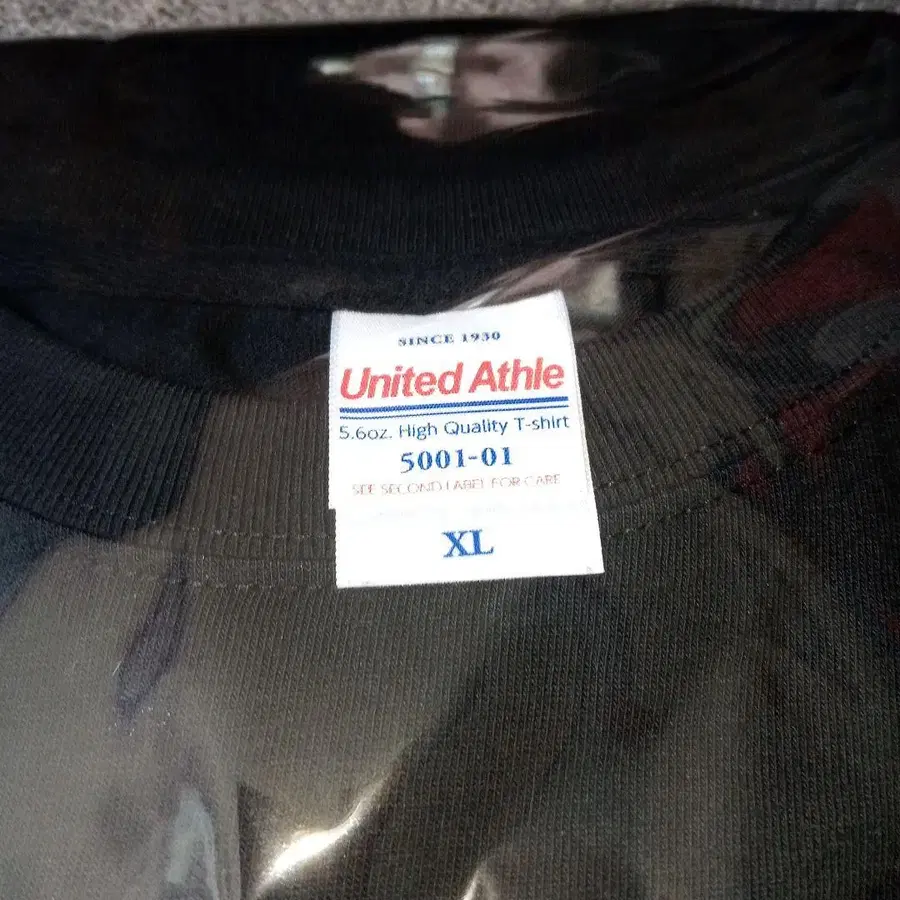 SINCE 1930
United Athle
5.6oz. High Quality T-shirt
5001-01
SEE SECOND LABEL FOR CARE
XL